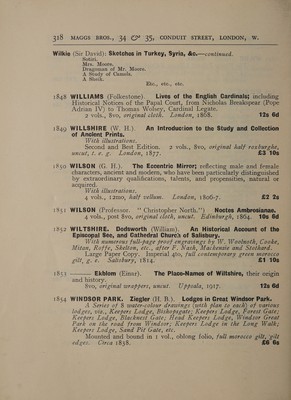 318 MAGGS BROS., 34 & 35, CONDUIT STREET, LONDON, W.
Wilkie (Sir David): Sketches in Turkey, Syria, &c.—continued.
Sotiri.
Mrs. Moore.
Dragoman of Mr. Moore.
A Study of Camels.
A Sheik.
Etc., etc., etc.
1848 WILLIAMS (Folkestone). Lives of the English Cardinals; including
Historical Notices of the Papal Court, from Nicholas Breakspear (Pope
Adrian IV) to Thomas Wolsey, Cardinal Legate.
2 vols., 8vo, original cloth. London, 1868. 12s 6d
1849 WILLSHIRE (W. H.). An Introduction to the Study and Collection
of Ancient Prints.
With illustrations.
Second and Best Edition. 2 vols., 8vo, original half roxburghe,
uncut, t. e. g. London, 1877. £3 10s
1850 WILSON (G. H.). The Eccentric Mirror; reflecting male and female
characters, ancient and modern, who have been particularly distinguished
by extraordinary qualifications, talents, and propensities, natural or
acquired.
With illustrations.
4 vols., 12mo, half vellum. London, 1806-7. £2 2s
1851 WILSON (Professor. “ Christopher North.”) Noctes Ambrosianæ.
4 vols., post 8vo, original cloth, uncut. Edinburgh, 1864. 10s 6d
1852 WILTSHIRE. Dodsworth (William). An Historical Account of the
Episcopal See, and Cathedral Church of Salisbury.
With numerous full-page proof engravings by W. Woolnoth, Cooke,
Mitan, Roffe, Skelton, etc., after F. Nash, Mackenzie and Stothard.
Large Paper Copy. Imperial 4to, full contemporary green morocco
gilt, g. e. Salisbury, 1814. £1 10s
1853 ——— Ekblom (Einar). The Place-Names of Wiltshire, their origin
and history.
8vo, original wrappers, uncut. Uppsala, 1917. 12s 6d
1854 WINDSOR PARK. Ziegler (H. B.). Lodges in Great Windsor Park.
A Series of 8 water-colour drawings (with plan to each) of various
lodges, viz., Keepers Lodge, Bishopsgate; Keepers Lodge, Forest Gate;
Keepers Lodge, Blacknest Gate; Head Keepers Lodge, Windsor Great
Park on the road from Windsor; Keepers Lodge in the Long Walk;
Keepers Lodge, Sand Pit Gate, etc.
Mounted and bound in 1 vol., oblong folio, full morocco gilt, gilt
edges. Circa 1838. £6 6s